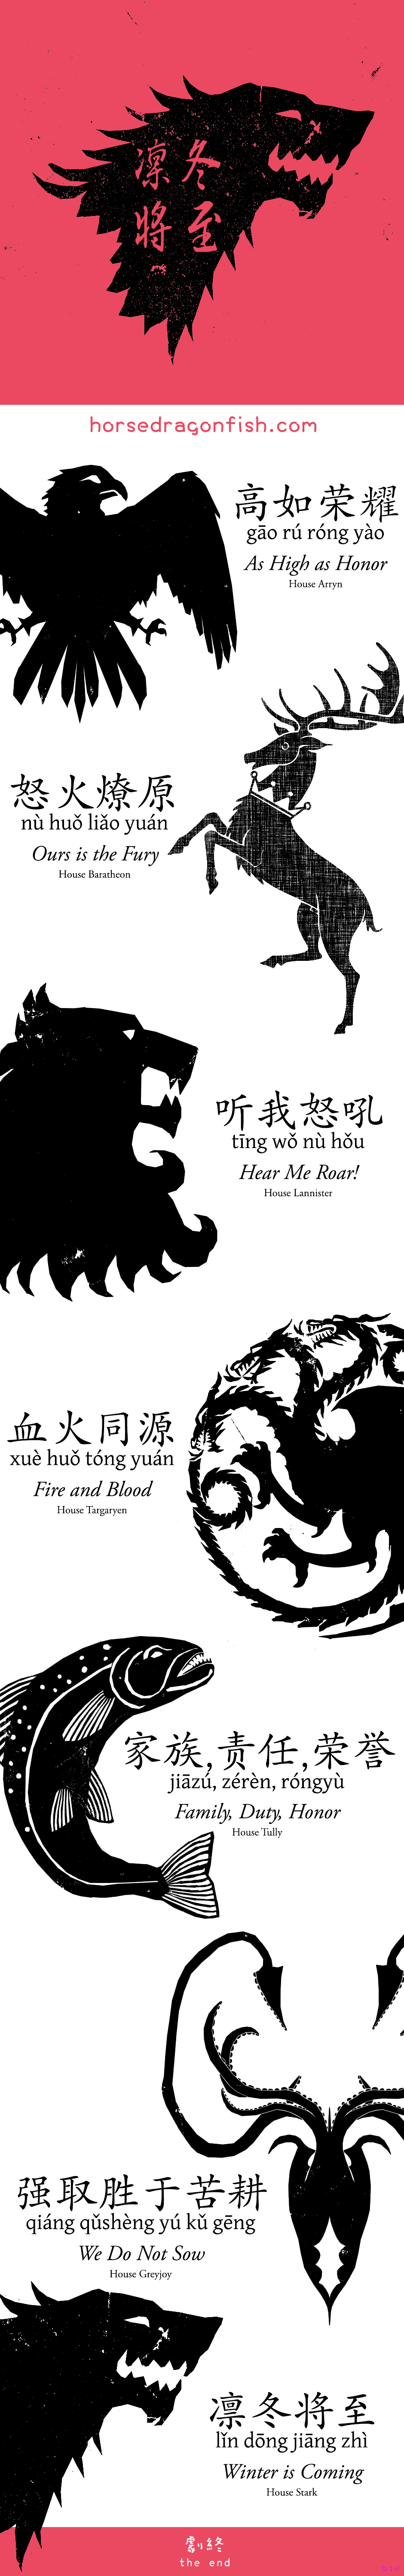 凛冬
將至
horsedragonfish.com
高如荣耀
gāo rú róng yào
As High as Honor
House Arryn
怒火燎原
nù huǒ liǎo yuán
Ours is the Fury
House Baratheon
听我怒吼
tīng wǒ nù hǒu
Hear Me Roar!
House Lannister
血火同源
xuè huǒ tóng yuán
Fire and Blood
House Targaryen
家族,责任,荣誉
jiāzú, zérèn, róngyù
Family, Duty, Honor
House Tully
强取胜于苦耕
qiáng qǔshèng yú kǔ gēng
We Do Not Sow
House Greyjoy
凛冬将至
lǐn dōng jiāng zhì
Winter is Coming
House Stark
劇終
the end